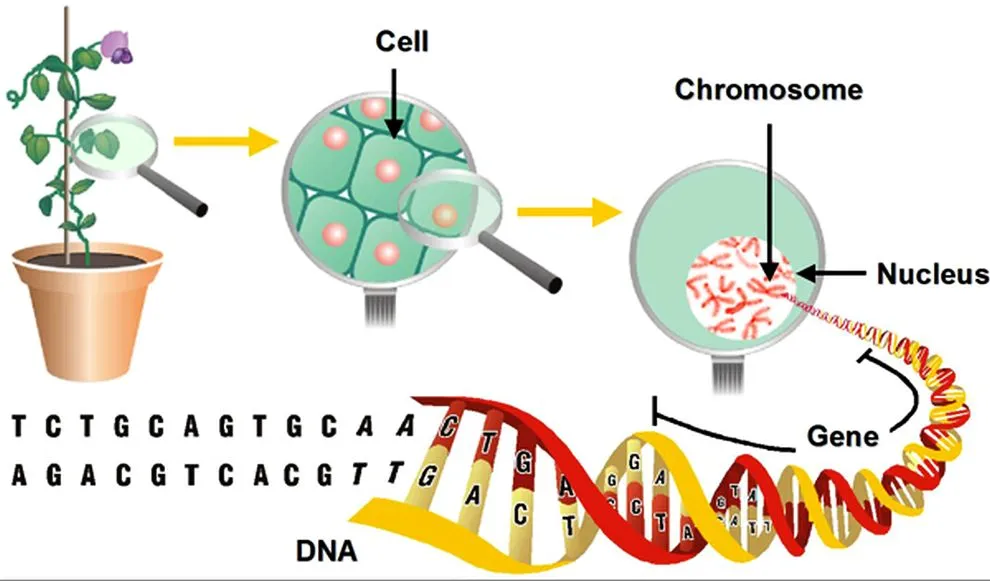 Cell
Chromosome
Nucleus
Gene
T C T G C A G T G C A A C T G A
A G A C G T C A C G T T G A C T
G A
G C T A
G T A
C A T T
DNA